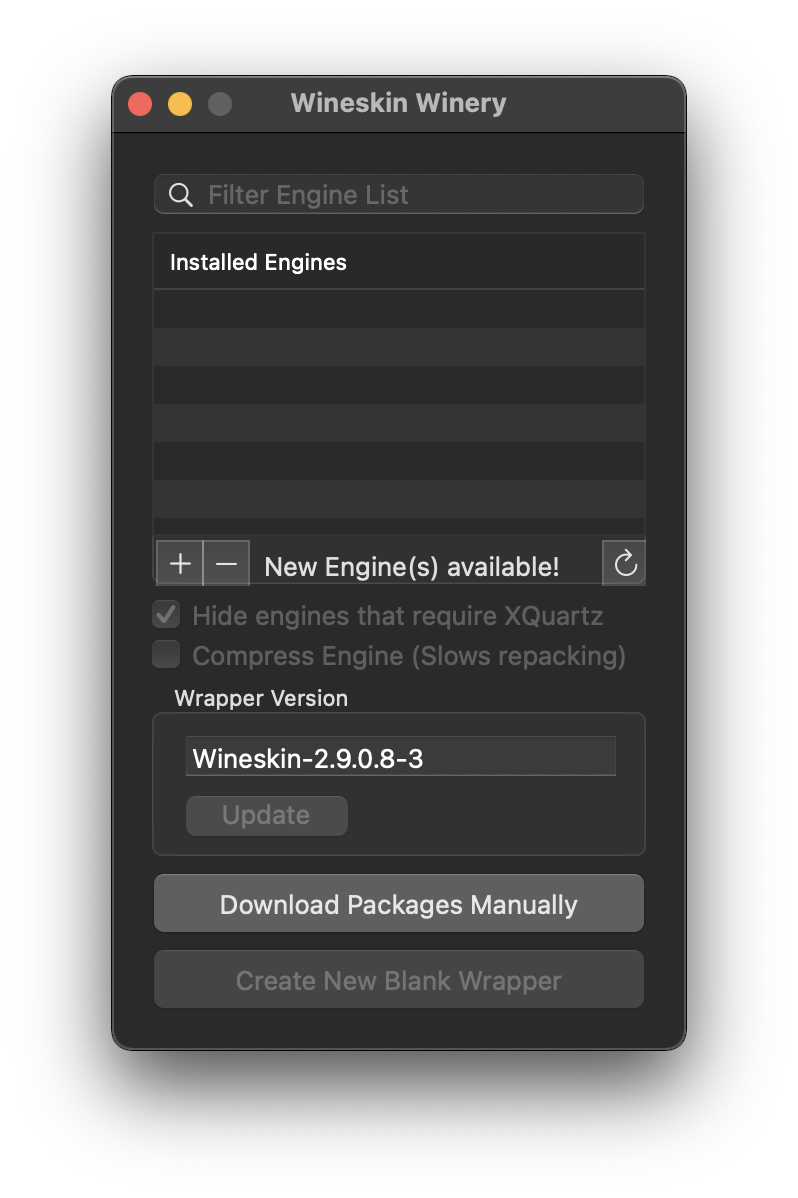 Wineskin Winery
Filter Engine List
Installed Engines
New Engine(s) available!
Hide engines that require XQuartz
Compress Engine (Slows repacking)
Wrapper Version
Wineskin-2.9.0.8-3
Update
Download Packages Manually
Create New Blank Wrapper